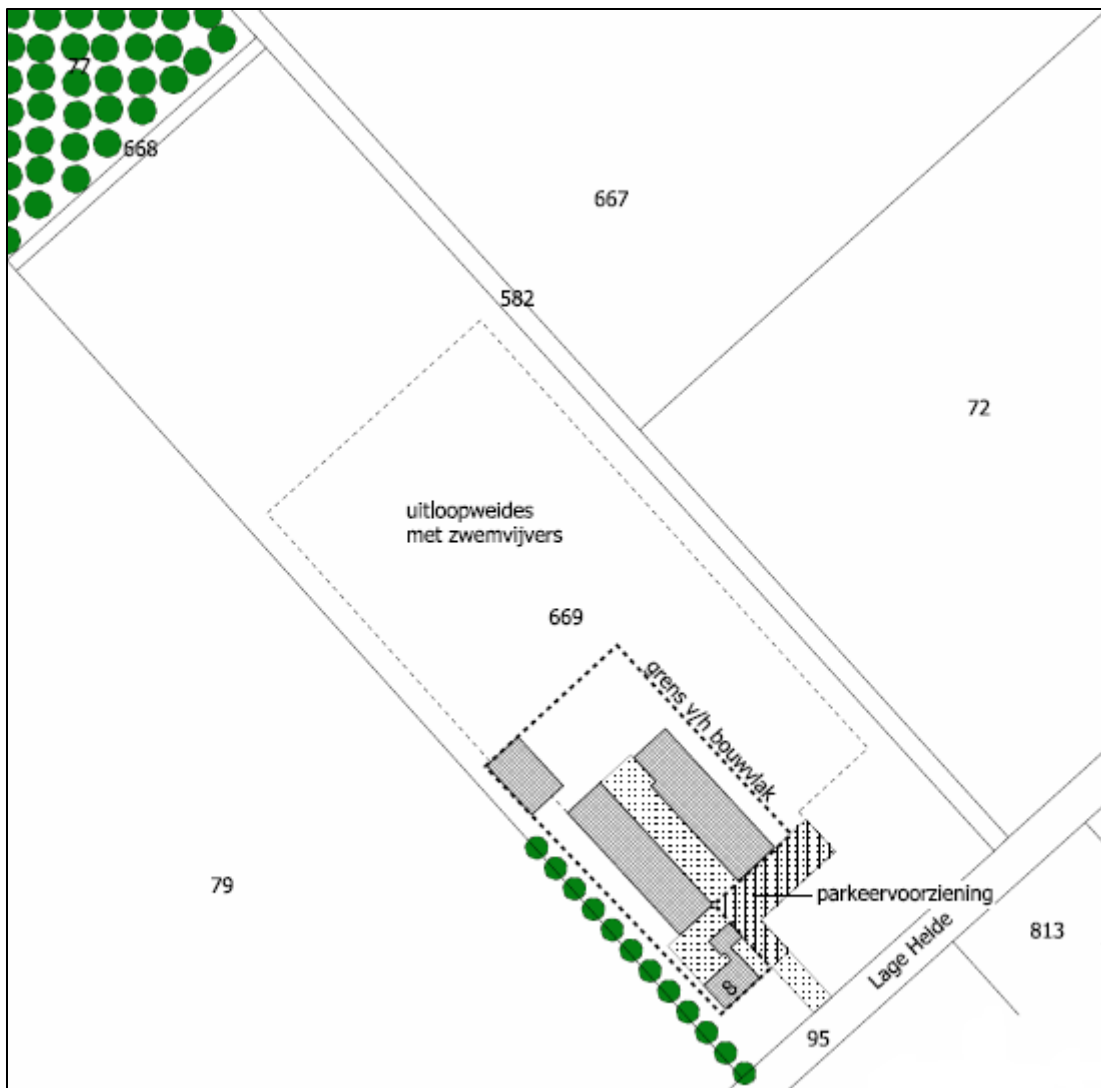 77
668
667
582
72
uitloopweides
met zwemvijvers
669
grens v/h bouwvlak
79
parkeervoorziening
813
Lage Heide
8
95